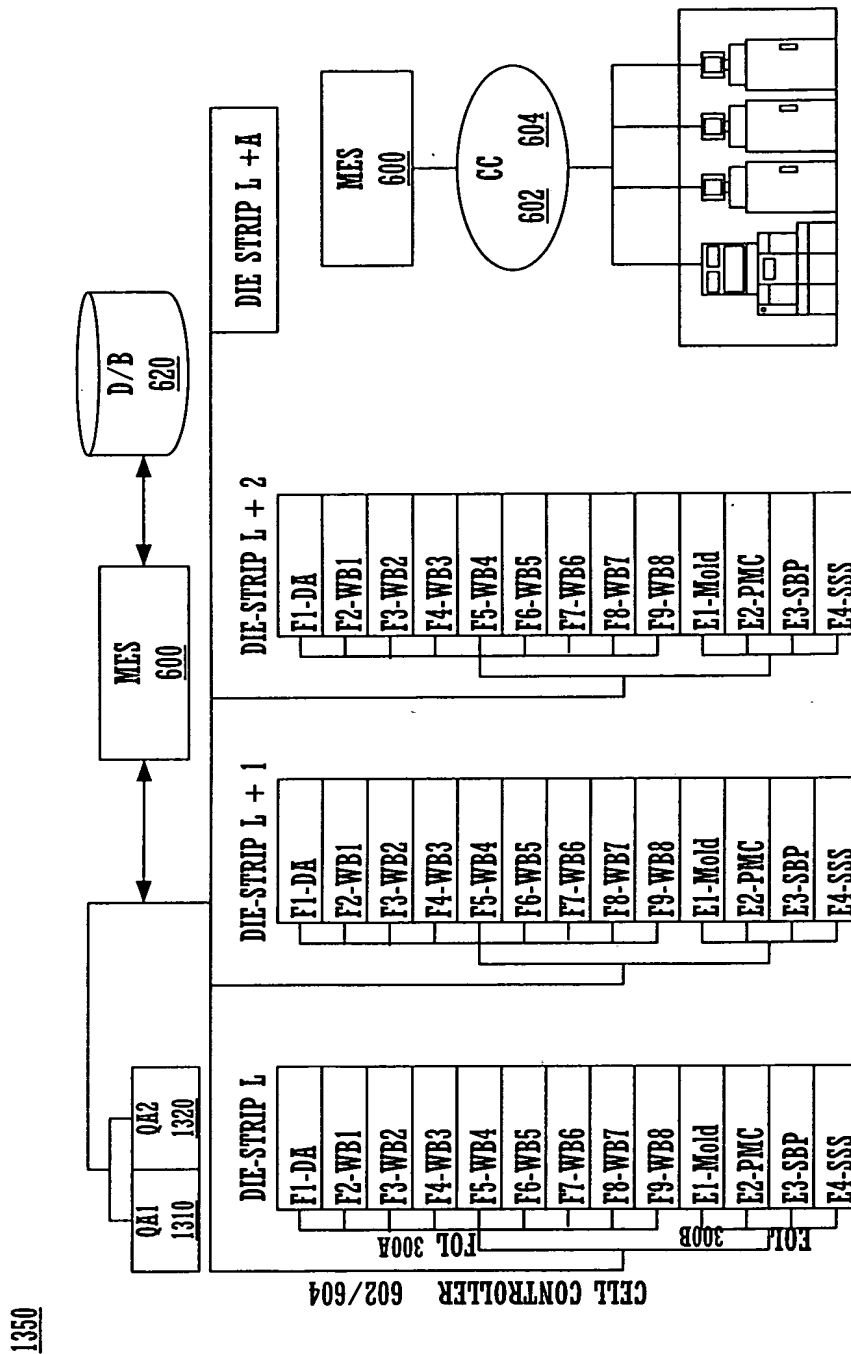 1350
QA1
1310
QA2
1320
MES
600
D/B
620
CELL CONTROLLER 602/604
FOL 300A
300B
EOL
DIE-STRIP L
F1-DA
F2-WB1
F3-WB2
F4-WB3
F5-WB4
F6-WB5
F7-WB6
F8-WB7
F9-WB8
E1-Mold
E2-PMC
E3-SBP
E4-SSS
DIE-STRIP L + 1
F1-DA
F2-WB1
F3-WB2
F4-WB3
F5-WB4
F6-WB5
F7-WB6
F8-WB7
F9-WB8
E1-Mold
E2-PMC
E3-SBP
E4-SSS
DIE-STRIP L + 2
F1-DA
F2-WB1
F3-WB2
F4-WB3
F5-WB4
F6-WB5
F7-WB6
F8-WB7
F9-WB8
E1-Mold
E2-PMC
E3-SBP
E4-SSS
DIE STRIP L +A
MES
600
CC
602 604